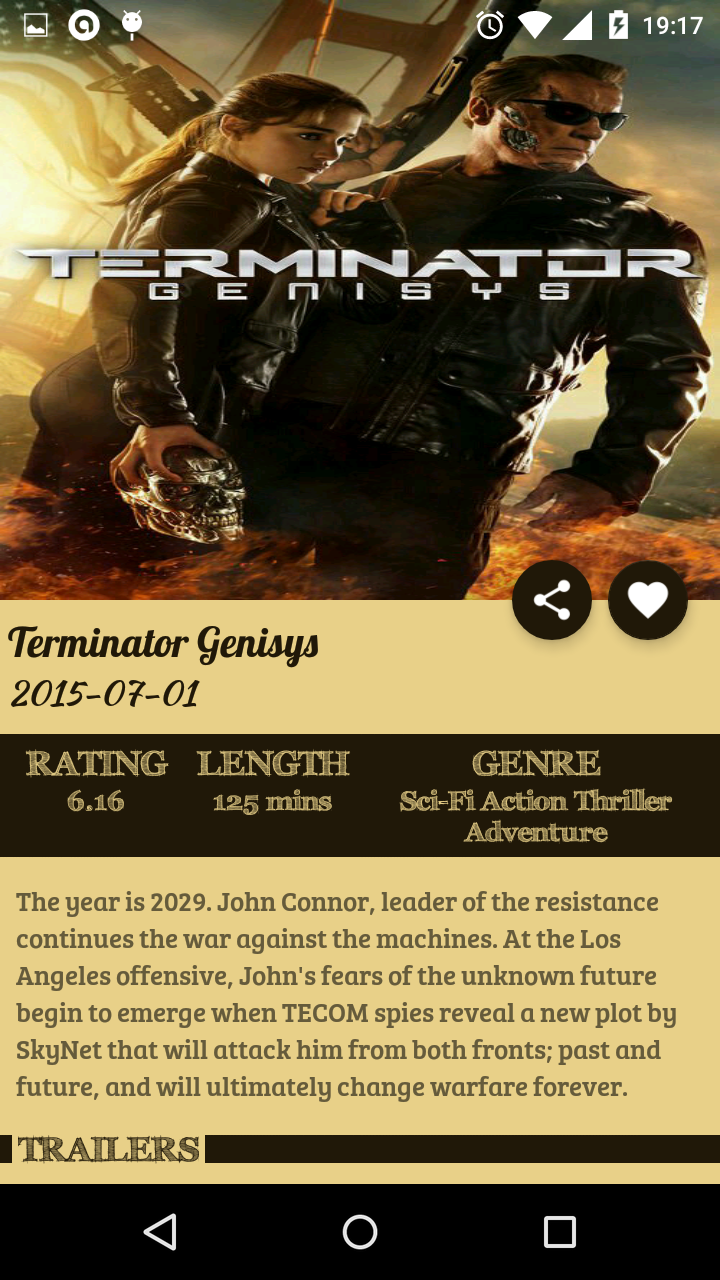 19:17
TERMINATOR
GENISYS
Terminator Genisys
2015-07-01
RATING LENGTH GENRE
6.16 125 mins Sci-Fi Action Thriller
Adventure
The year is 2029. John Connor, leader of the resistance
continues the war against the machines. At the Los
Angeles offensive, John's fears of the unknown future
begin to emerge when TECOM spies reveal a new plot by
SkyNet that will attack him from both fronts; past and
future, and will ultimately change warfare forever.
TRAILERS